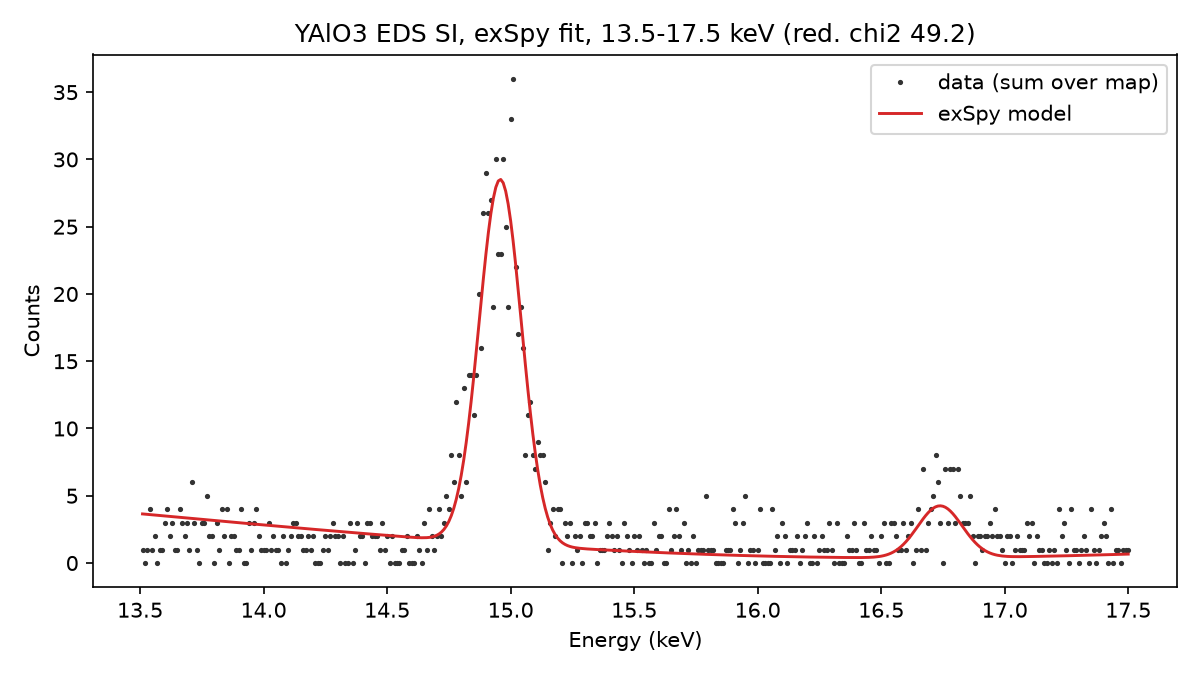 YAlO3 EDS SI, exSpy fit, 13.5-17.5 keV (red. chi2 49.2)
data (sum over map)
exSpy model
Counts
35
30
25
20
15
10
5
0
13.5 14.0 14.5 15.0 15.5 16.0 16.5 17.0 17.5
Energy (keV)